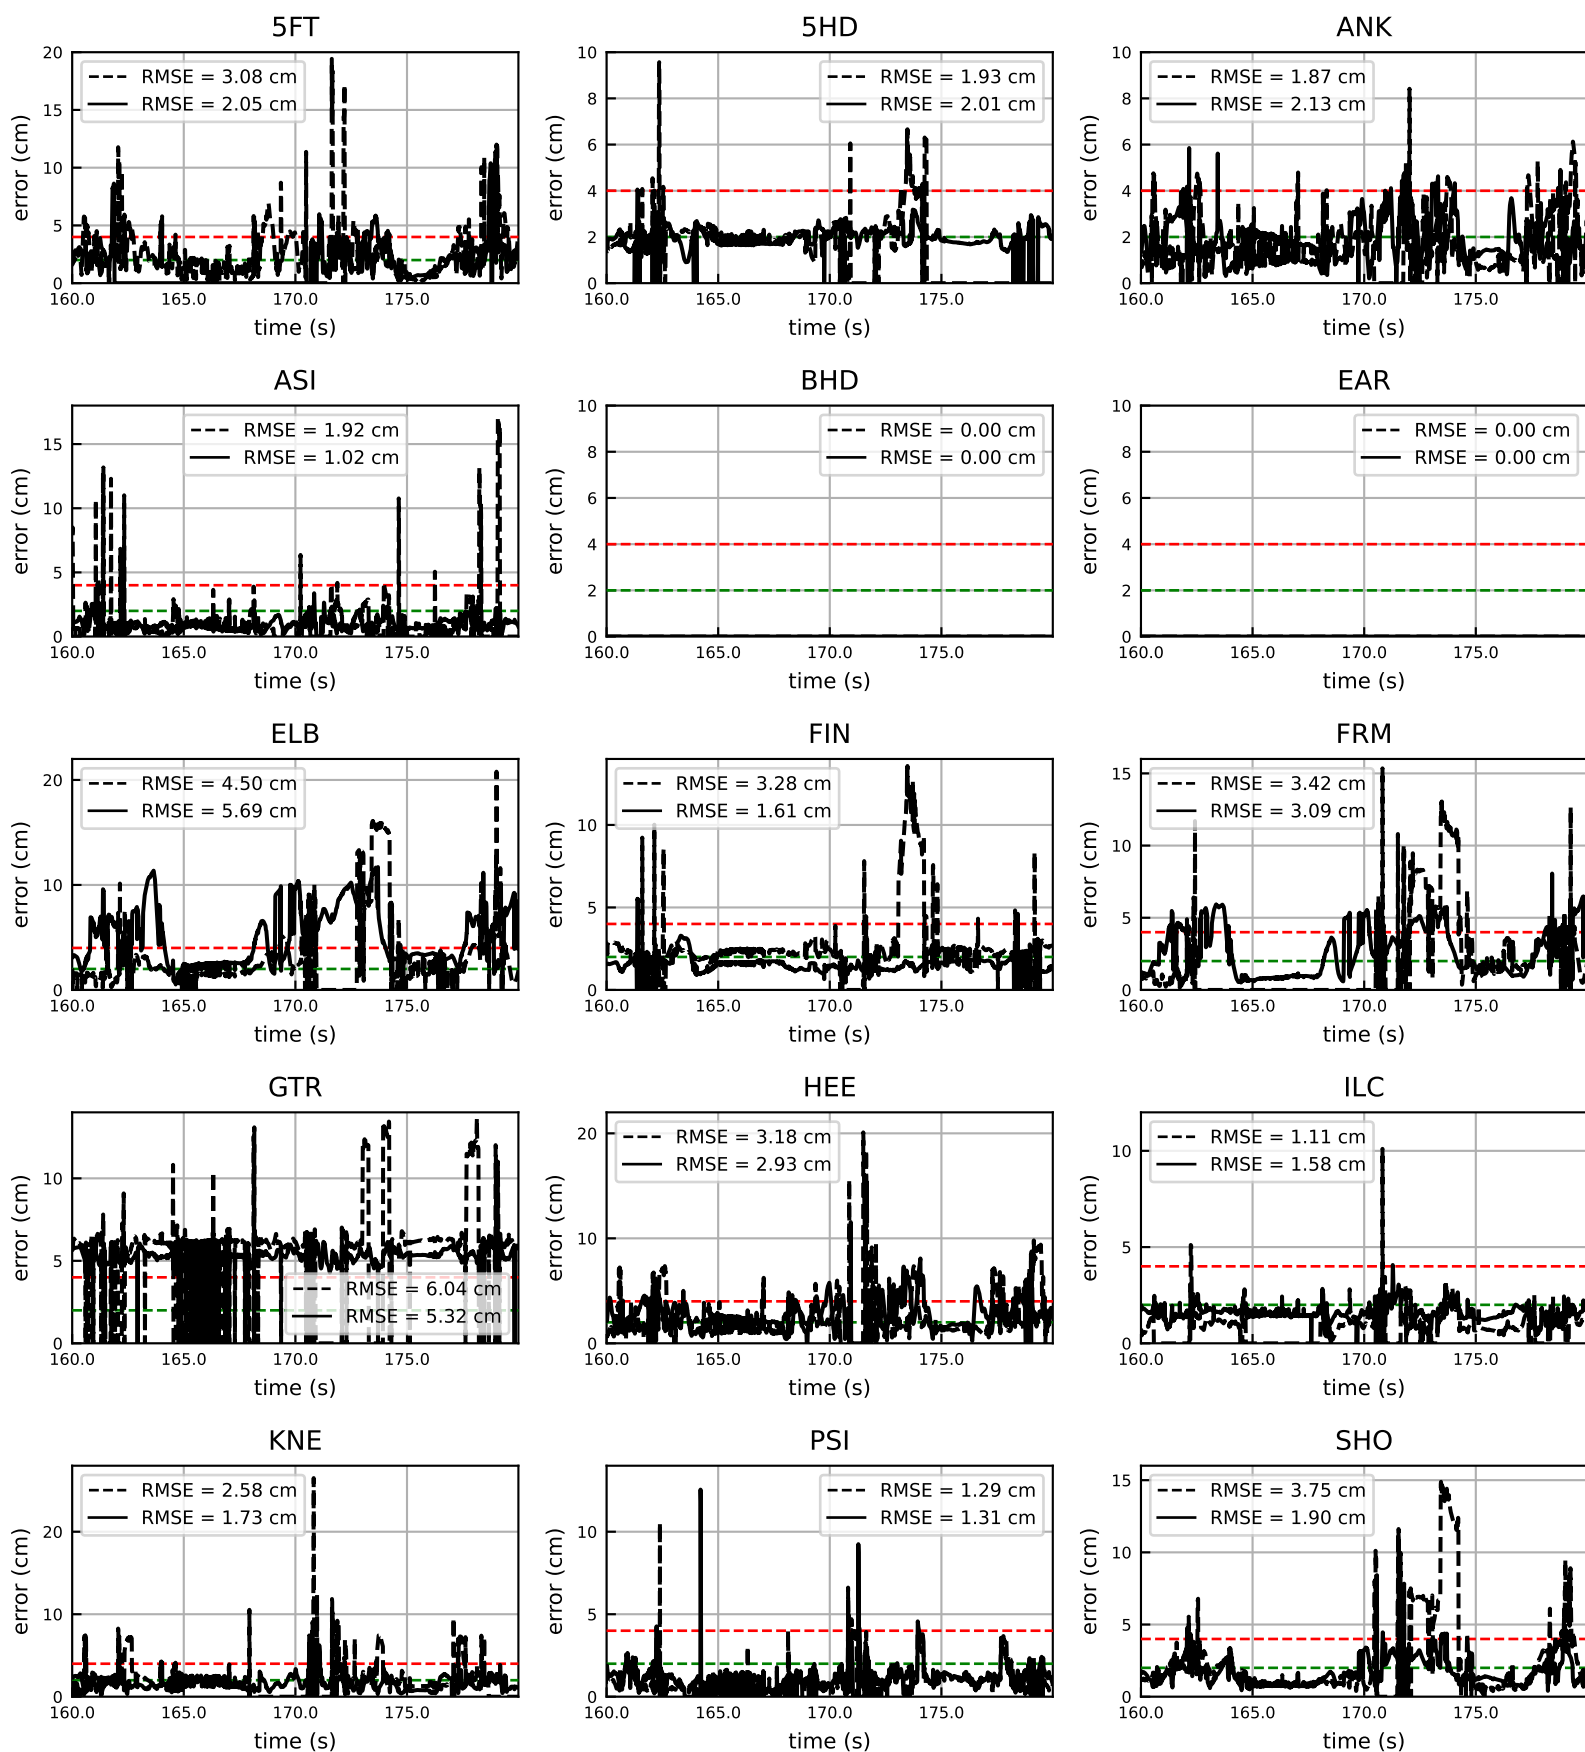 5FT
5HD
ANK
20
15
10
5
0
error (cm)
RMSE = 3.08 cm
RMSE = 2.05 cm
160.0 165.0 170.0 175.0
time (s)
10
8
6
4
2
0
error (cm)
RMSE = 1.93 cm
RMSE = 2.01 cm
160.0 165.0 170.0 175.0
time (s)
10
8
6
4
2
0
error (cm)
RMSE = 1.87 cm
RMSE = 2.13 cm
160.0 165.0 170.0 175.0
time (s)
ASI
BHD
EAR
15
10
5
0
error (cm)
RMSE = 1.92 cm
RMSE = 1.02 cm
160.0 165.0 170.0 175.0
time (s)
10
8
6
4
2
0
error (cm)
RMSE = 0.00 cm
RMSE = 0.00 cm
160.0 165.0 170.0 175.0
time (s)
10
8
6
4
2
0
error (cm)
RMSE = 0.00 cm
RMSE = 0.00 cm
160.0 165.0 170.0 175.0
time (s)
ELB
FIN
FRM
20
10
0
error (cm)
RMSE = 4.50 cm
RMSE = 5.69 cm
160.0 165.0 170.0 175.0
time (s)
10
5
0
error (cm)
RMSE = 3.28 cm
RMSE = 1.61 cm
160.0 165.0 170.0 175.0
time (s)
15
10
5
0
error (cm)
RMSE = 3.42 cm
RMSE = 3.09 cm
160.0 165.0 170.0 175.0
time (s)
GTR
HEE
ILC
10
5
0
error (cm)
RMSE = 6.04 cm
RMSE = 5.32 cm
160.0 165.0 170.0 175.0
time (s)
20
10
0
error (cm)
RMSE = 3.18 cm
RMSE = 2.93 cm
160.0 165.0 170.0 175.0
time (s)
10
5
0
error (cm)
RMSE = 1.11 cm
RMSE = 1.58 cm
160.0 165.0 170.0 175.0
time (s)
KNE
PSI
SHO
20
10
0
error (cm)
RMSE = 2.58 cm
RMSE = 1.73 cm
160.0 165.0 170.0 175.0
time (s)
10
5
0
error (cm)
RMSE = 1.29 cm
RMSE = 1.31 cm
160.0 165.0 170.0 175.0
time (s)
15
10
5
0
error (cm)
RMSE = 3.75 cm
RMSE = 1.90 cm
160.0 165.0 170.0 175.0
time (s)